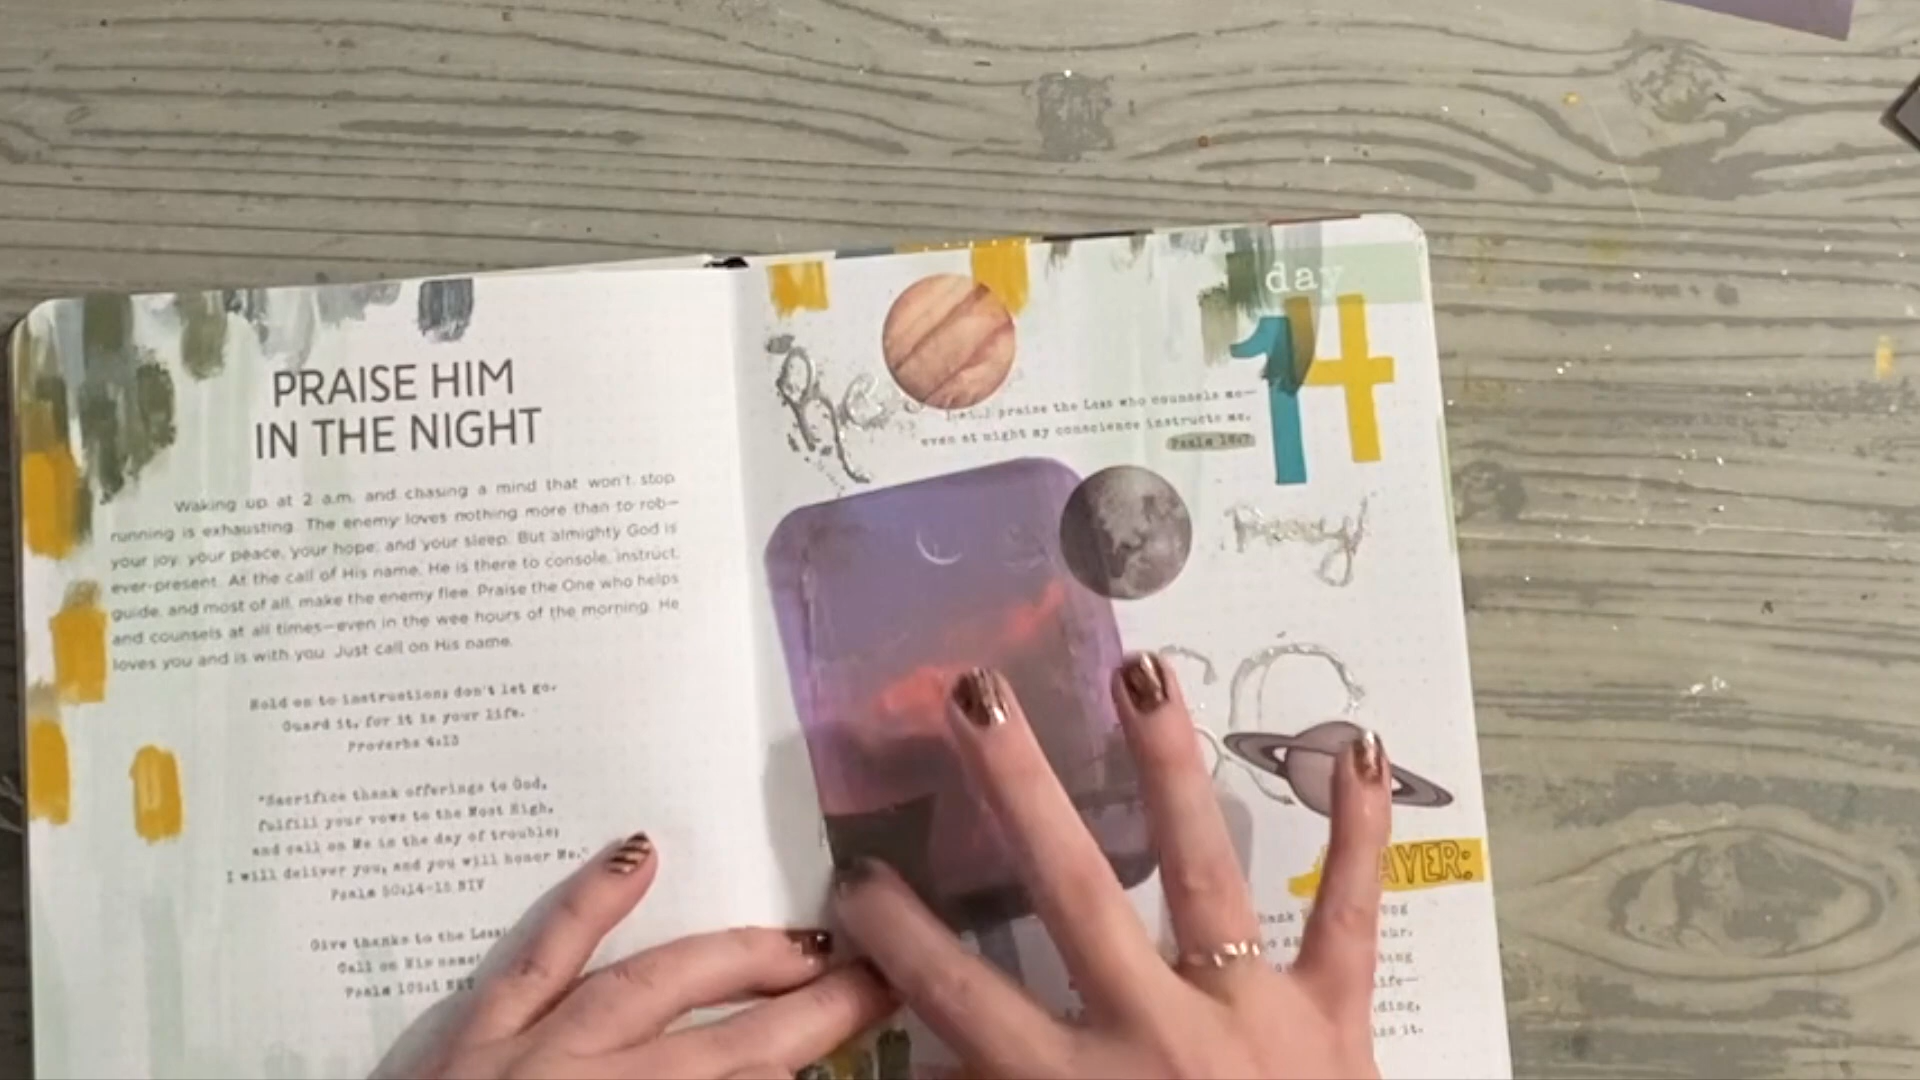 PRAISE HIM
IN THE NIGHT
Waking up at 2 a.m. and chasing a mind that won't stop
running is exhausting. The enemy loves nothing more than to rob
your joy, your peace, your hope, and your sleep. But almighty God is
ever-present. At the call of His name, He is there to console, instruct,
guide, and most of all, make the enemy flee. Praise the One who helps
and counsels at all times—even in the wee hours of the morning. He
loves you and is with you. Just call on His name.
Hold on to instruction; don't let go.
Guard it, for it is your life.
Proverbs 4:13
"Sacrifice thank offerings to God,
fulfill your vows to the Most High,
and call on Me in the day of trouble;
I will deliver you, and you will honor Me."
Psalm 50:14-15 NIV
Give thanks to the
Call on His name
Psalm 105:1
day
14
praise the who counsels me—
even at night my conscience instructs me.
Psalm 16:7
AYER: